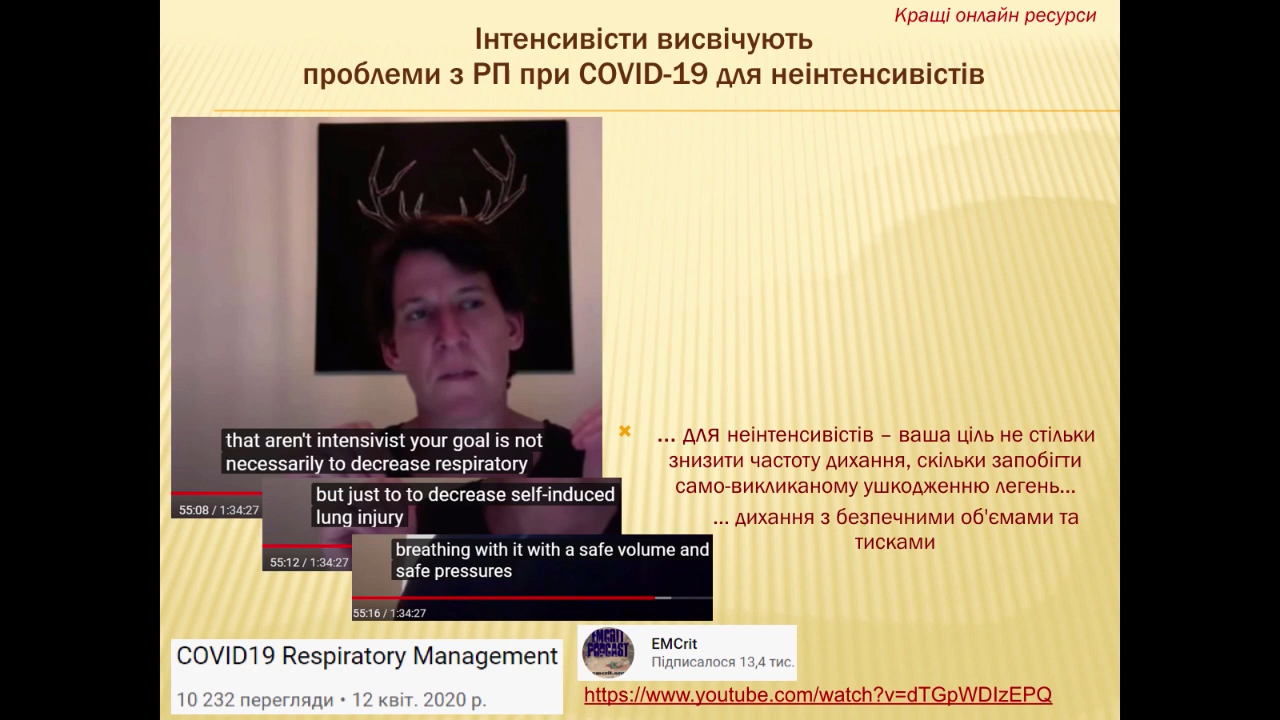 Кращі онлайн ресурси
Інтенсивісти висвічують
проблеми з РП при COVID-19 для неінтенсивістів
that aren't intensivist your goal is not
necessarily to decrease respiratory
55:08 / 1:34:27
but just to to decrease self-induced
lung injury
55:12 / 1:34:27
breathing with it with a safe volume and
safe pressures
55:16 / 1:34:27
... для неінтенсивістів – ваша ціль не стільки
знизити частоту дихання, скільки запобігти
само-викликаному ушкодженню легень...
... дихання з безпечними об'ємами та
тисками
COVID19 Respiratory Management
10 232 перегляди • 12 квіт. 2020 р.
EMCRIT
PODCAST
EMCrit
Підписалося 13,4 тис.
https://www.youtube.com/watch?v=dTGpWDIzEPQ